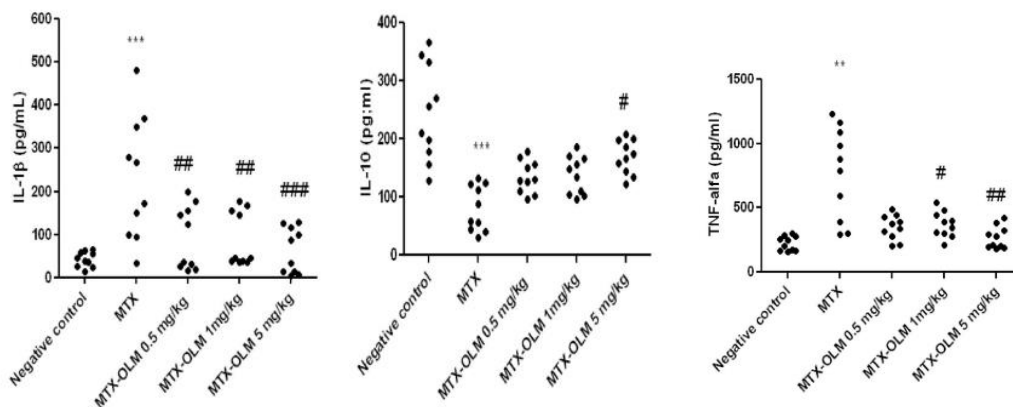 600
500
400
300
200
100
0
IL-1β (pg/mL)
***
##
##
###
Negative control
MTX
MTX-OLM 0.5 mg/kg
MTX-OLM 1mg/kg
MTX-OLM 5 mg/kg
400
300
200
100
0
IL-10 (pg;ml)
***
#
Negative control
MTX
MTX-OLM 0.5 mg/kg
MTX-OLM 1mg/kg
MTX-OLM 5 mg/kg
1500
1000
500
0
TNF-alfa (pg/ml)
**
#
##
Negative control
MTX
MTX-OLM 0.5 mg/kg
MTX-OLM 1mg/kg
MTX-OLM 5 mg/kg